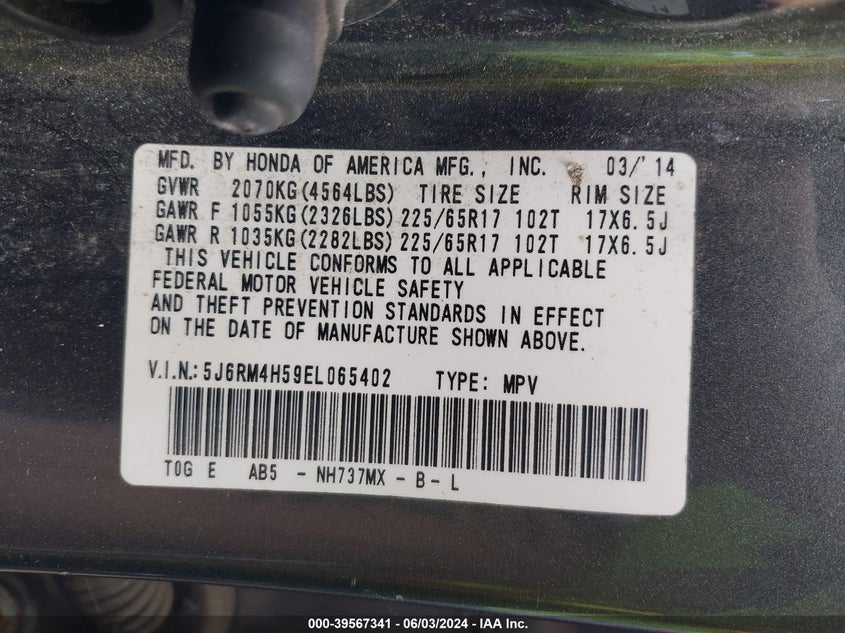 MFD. BY HONDA OF AMERICA MFG., INC. 03/'14
GVWR 2070KG(4564LBS) TIRE SIZE RIM SIZE
GAWR F 1055KG(2326LBS) 225/65R17 102T 17X6.5J
GAWR R 1035KG(2282LBS) 225/65R17 102T 17X6.5J
THIS VEHICLE CONFORMS TO ALL APPLICABLE
FEDERAL MOTOR VEHICLE SAFETY
AND THEFT PREVENTION STANDARDS IN EFFECT
ON THE DATE OF MANUFACTURE SHOWN ABOVE.
V.I.N.: 5J6RM4H59EL065402 TYPE: MPV
T0G E AB5 - NH737MX - B - L
000-39567341 - 06/03/2024 - IAA Inc.